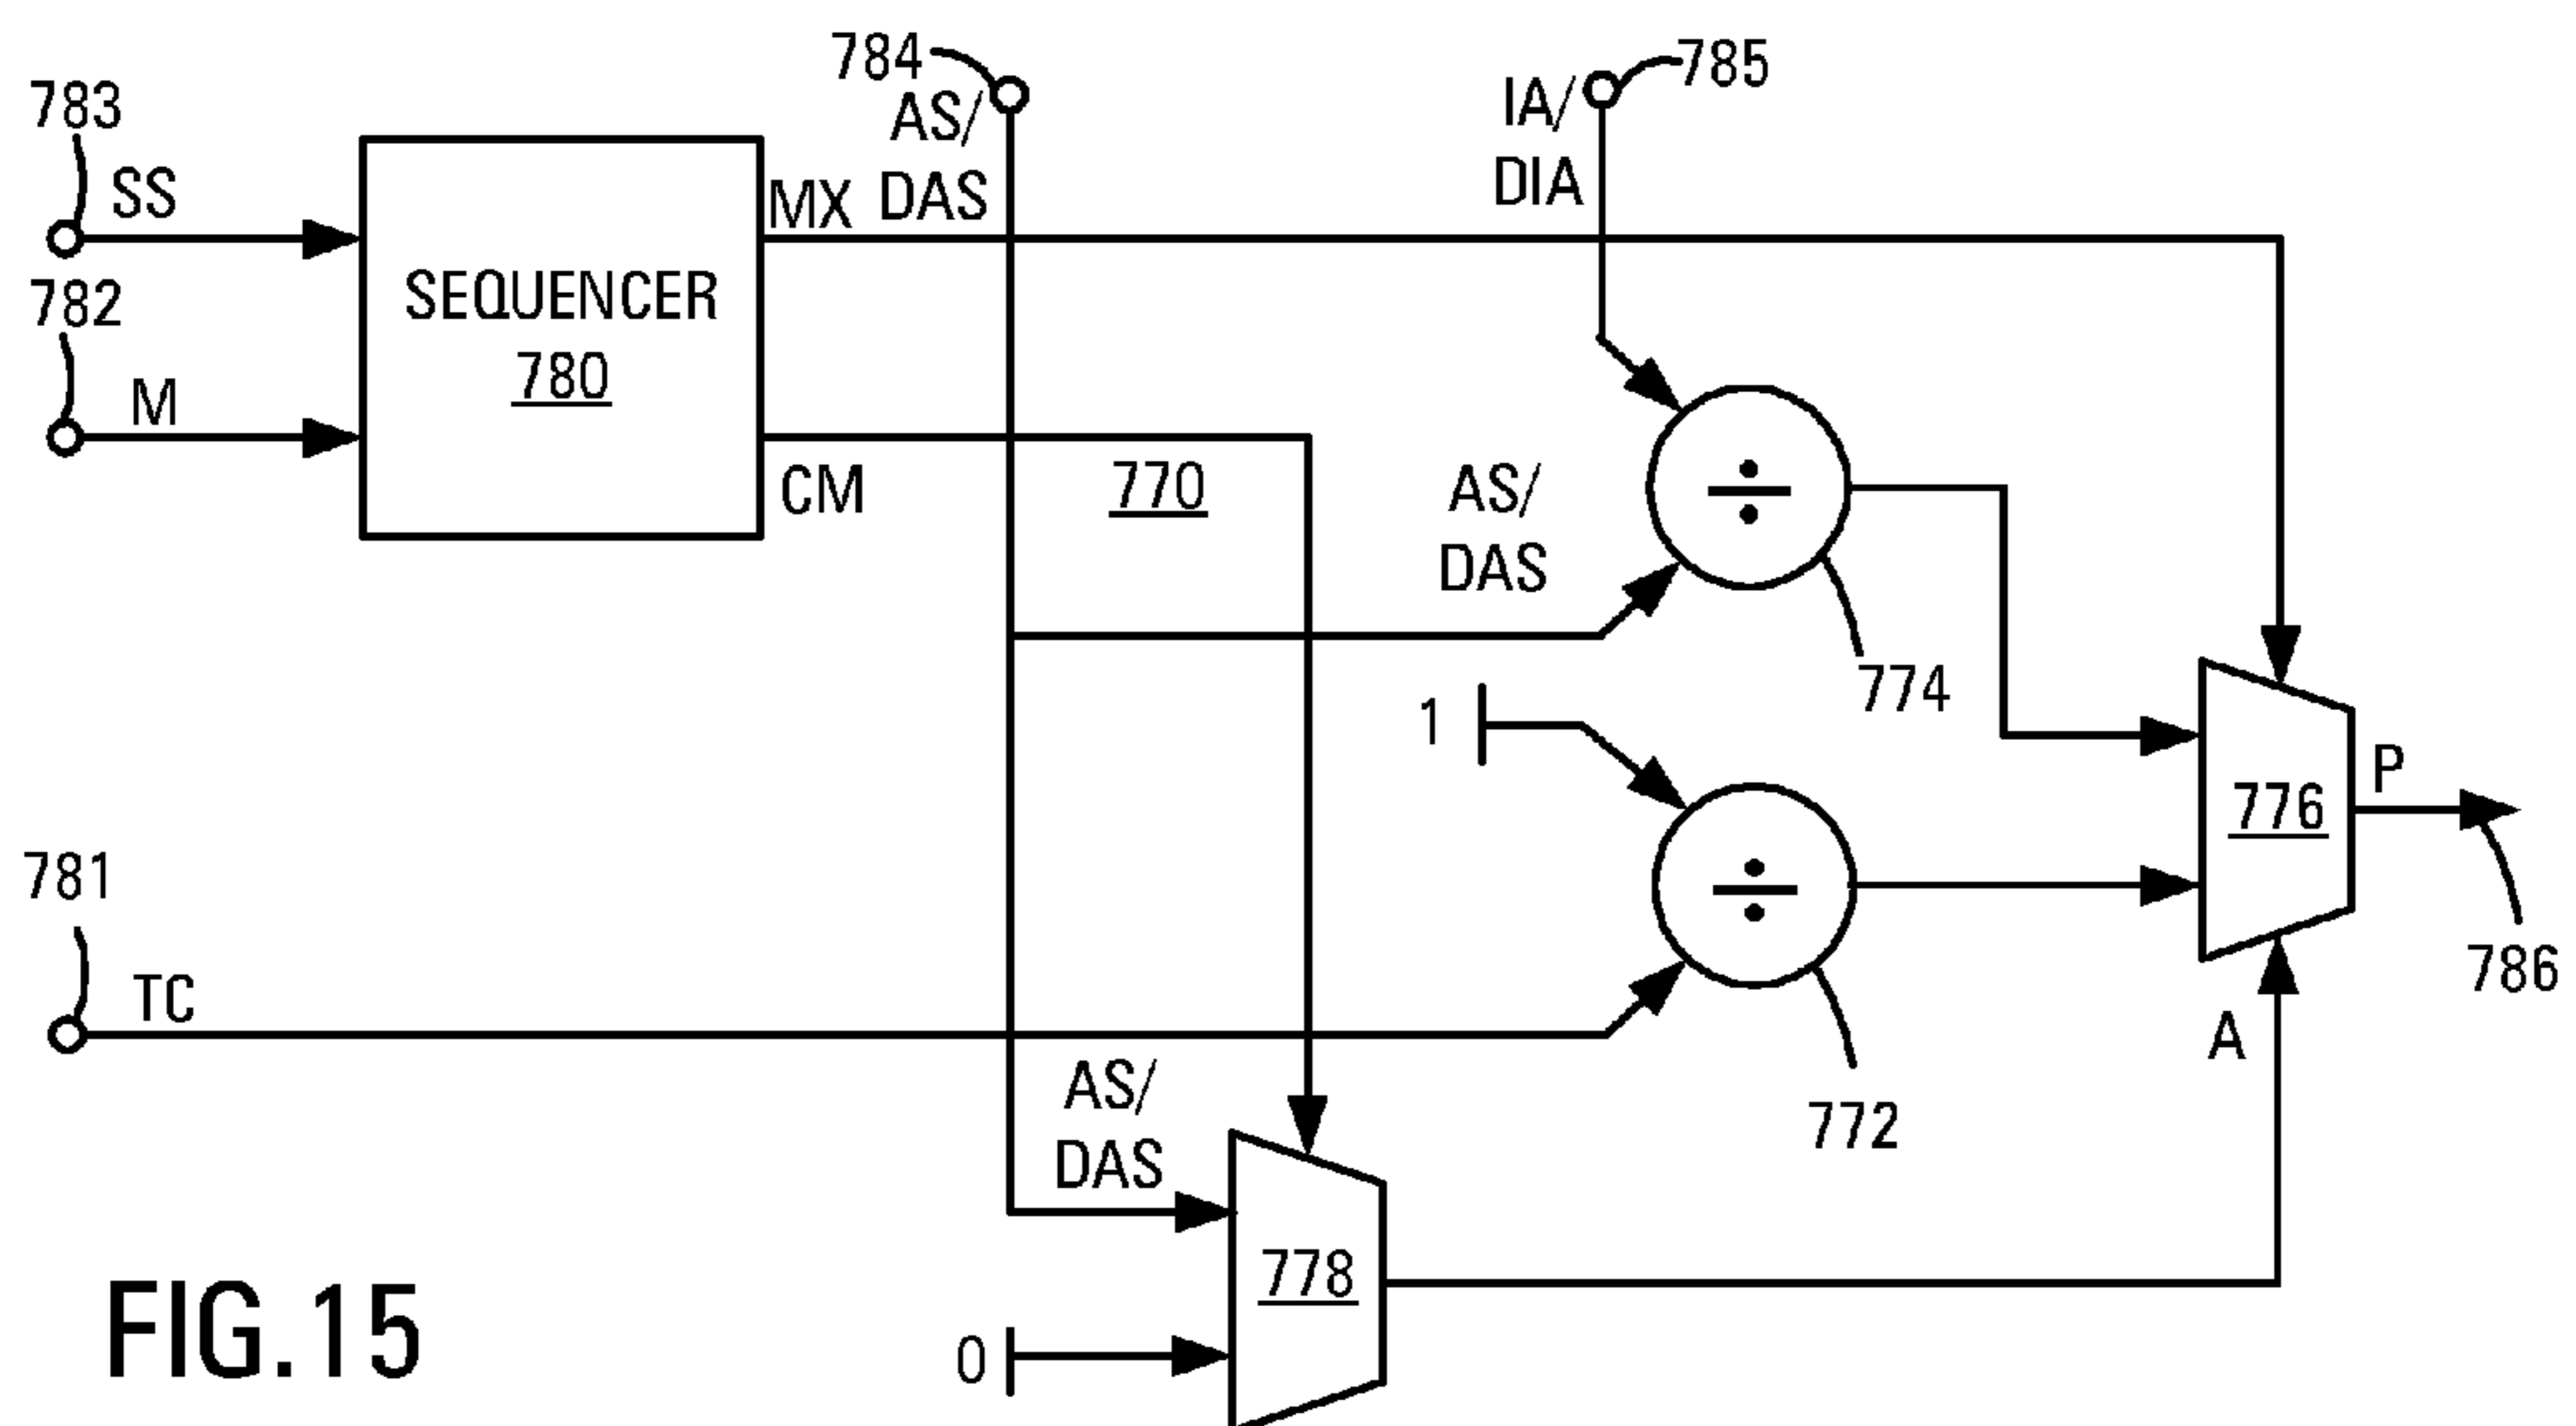 784
785
783
AS/
DAS
IA/
DIA
SS
MX
782
SEQUENCER
780
M
CM
770
AS/
DAS
÷
774
1
776
P
÷
781
786
TC
A
AS/
DAS
772
778
0
FIG.15